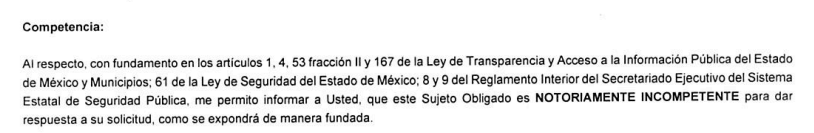 Competencia:
Al respecto, con fundamento en los artículos 1, 4, 53 fracción II y 167 de la Ley de Transparencia y Acceso a la Información Pública del Estado
de México y Municipios; 61 de la Ley de Seguridad del Estado de México; 8 y 9 del Reglamento Interior del Secretariado Ejecutivo del Sistema
Estatal de Seguridad Pública, me permito informar a Usted, que este Sujeto Obligado es NOTORIAMENTE INCOMPETENTE para dar
respuesta a su solicitud, como se expondrá de manera fundada.